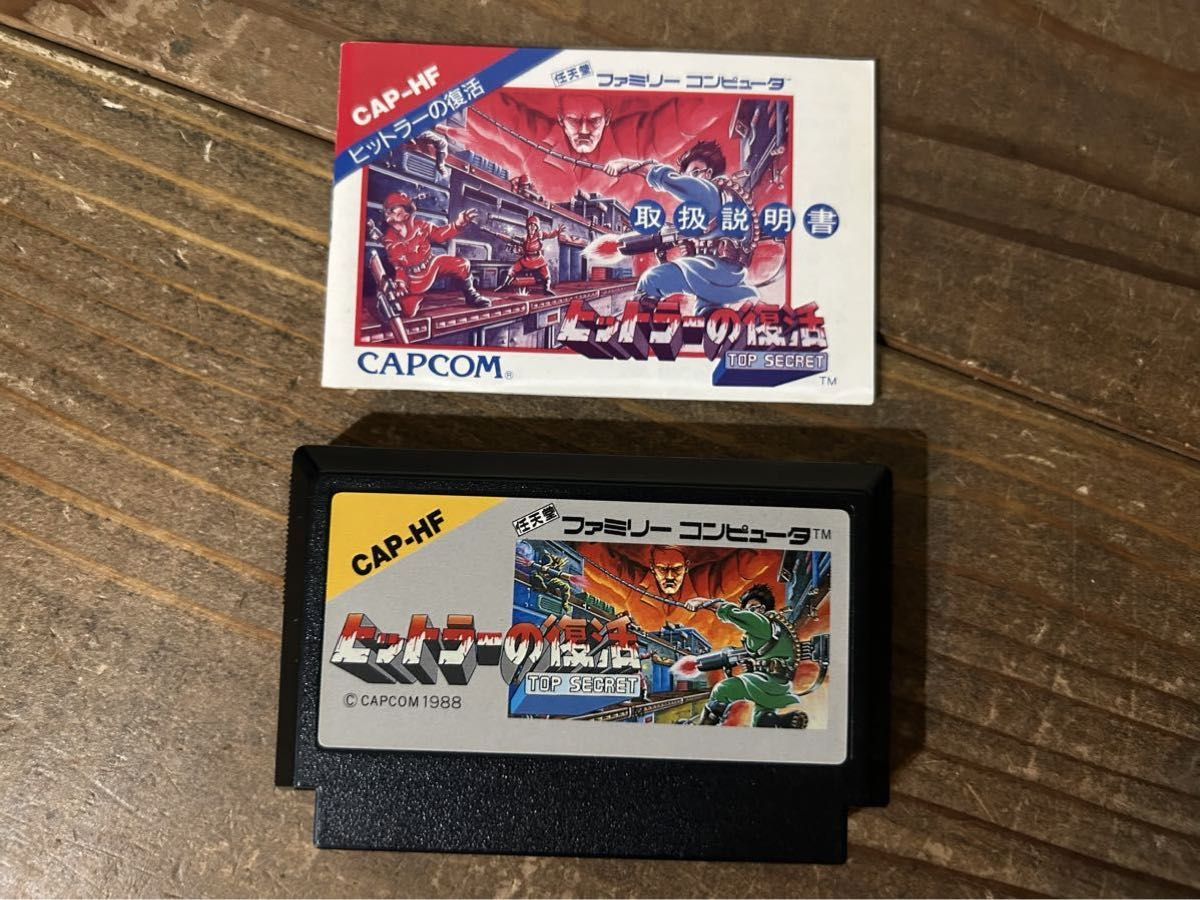 CAP-HF
ヒットラーの復活
任天堂
ファミリー コンピュータ™
取扱説明書
ヒットラーの復活
TOP SECRET
TM
CAPCOM®
CAP-HF
任天堂
ファミリー コンピュータ™
ヒットラーの復活
TOP SECRET
© CAPCOM 1988